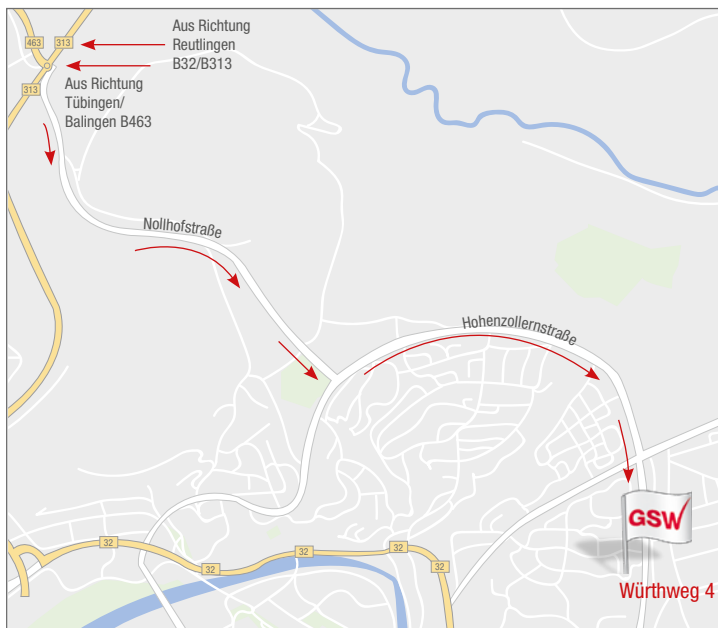 463
313
Aus Richtung
Reutlingen
B32/B313
313
Aus Richtung
Tübingen/
Balingen B463
Nollhofstraße
Hohenzollernstraße
GSW
Würthweg 4
32
32
32
32
32